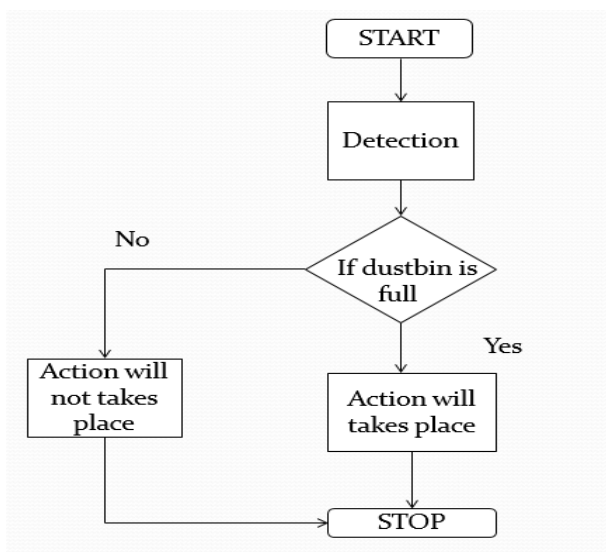 START
Detection
If dustbin is
full
No
Yes
Action will
not takes
place
Action will
takes place
STOP